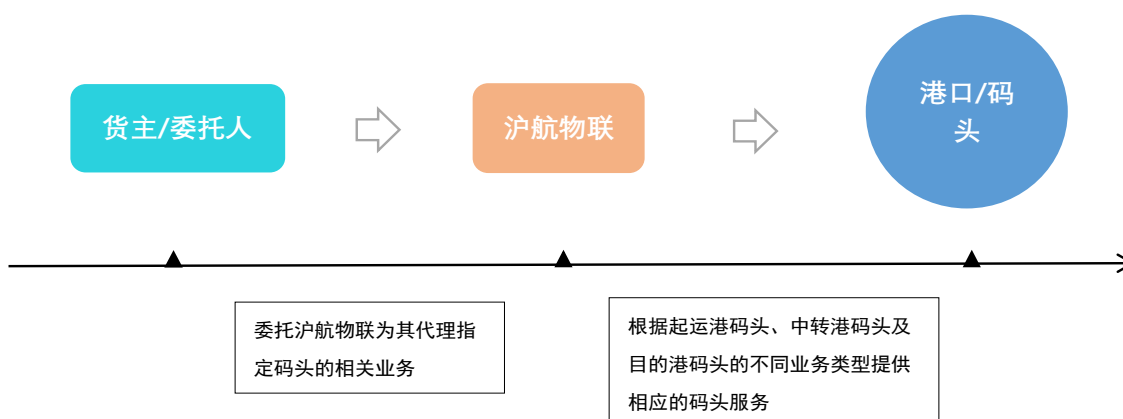 货主/委托人
沪航物联
港口/码
头
委托沪航物联为其代理指
定码头的相关业务
根据起运港码头、中转港码头及
目的港码头的不同业务类型提供
相应的码头服务